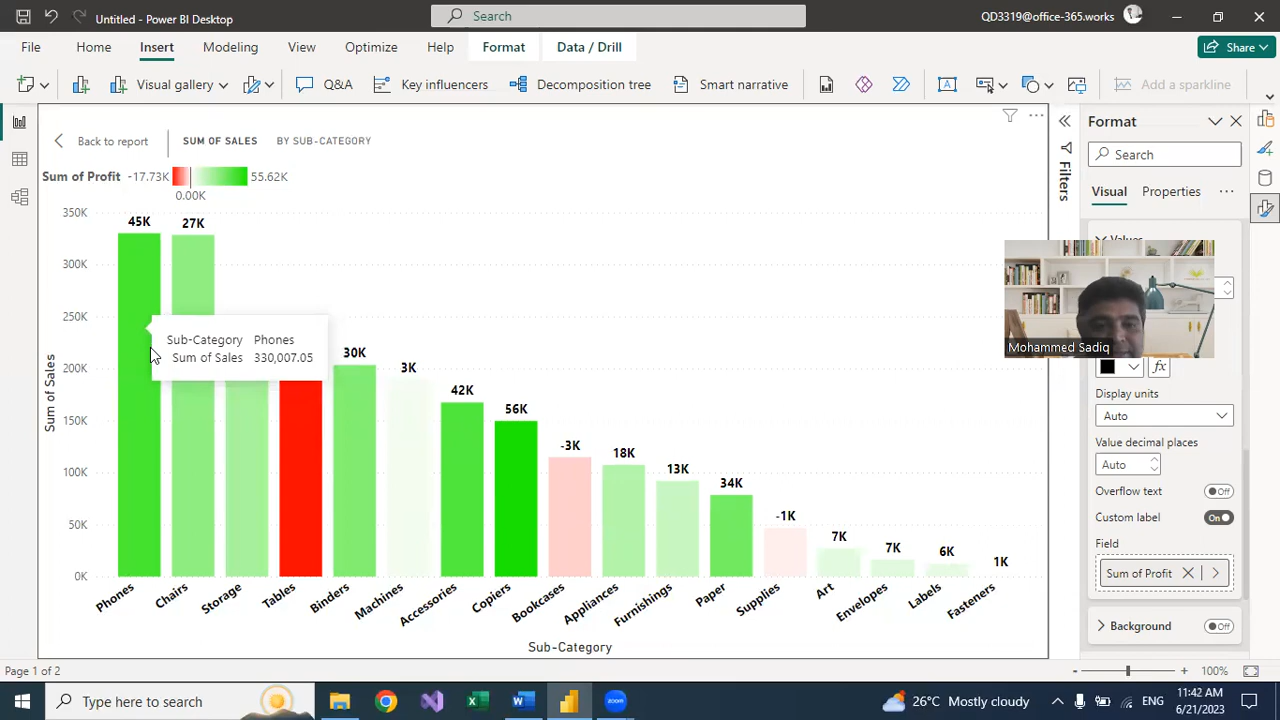 Untitled - Power BI Desktop
Search
QD3319@office-365.works
File
Home
Insert
Modeling
View
Optimize
Help
Format
Data / Drill
Share
Visual gallery
Q&A
Key influencers
Decomposition tree
Smart narrative
Add a sparkline
Back to report
SUM OF SALES
BY SUB-CATEGORY
Sum of Profit -17.73K 55.62K
0.00K
Filters
Format
Search
Visual
Properties
Values
Mohammed Sadiq
fx
Display units
Auto
Value decimal places
Auto
Overflow text Off
Custom label On
Field
Sum of Profit
Background Off
Sum of Sales
350K
300K
250K
200K
150K
100K
50K
0K
45K
27K
30K
3K
42K
56K
-3K
18K
13K
34K
-1K
7K
7K
6K
1K
Sub-Category Phones
Sum of Sales 330,007.05
Phones
Chairs
Storage
Tables
Binders
Machines
Accessories
Copiers
Bookcases
Appliances
Furnishings
Paper
Supplies
Art
Envelopes
Labels
Fasteners
Sub-Category
Page 1 of 2
100%
Type here to search
26°C Mostly cloudy
ENG
11:42 AM
6/21/2023